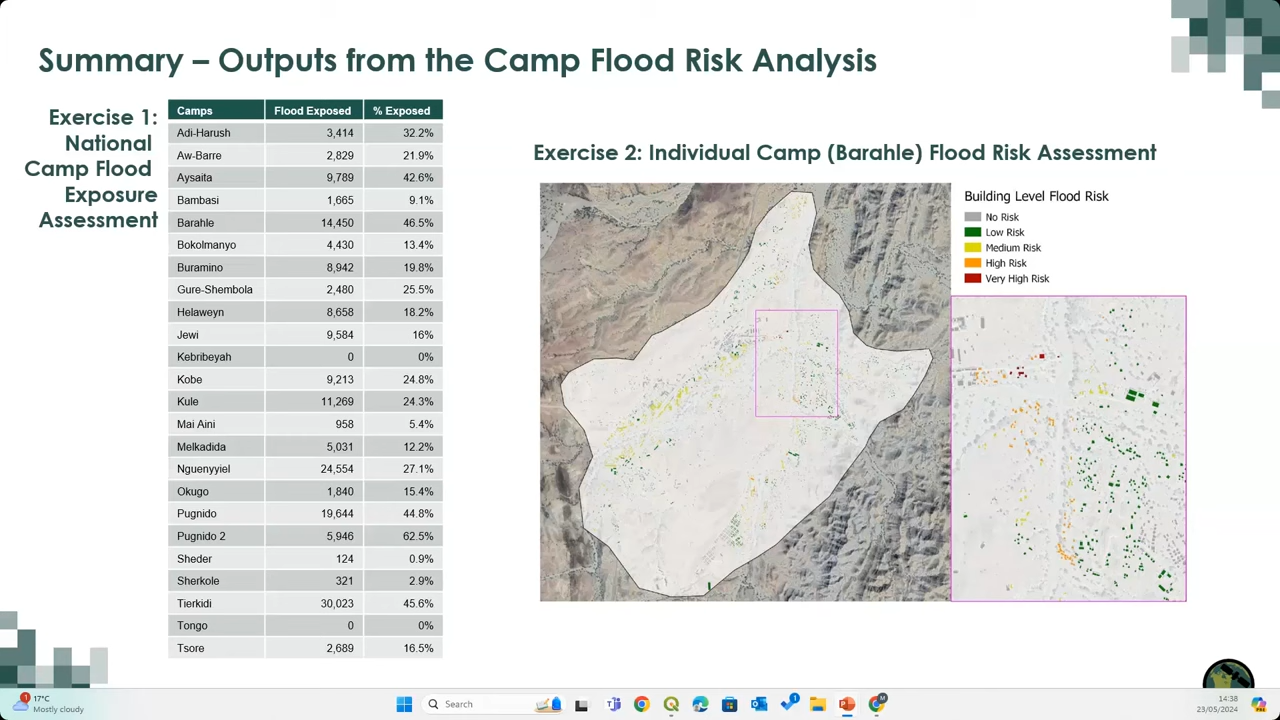 Summary – Outputs from the Camp Flood Risk Analysis
Exercise 1:
National
Camp Flood
Exposure
Assessment
Camps Flood Exposed % Exposed
Adi-Harush 3,414 32.2%
Aw-Barre 2,829 21.9%
Aysaita 9,789 42.6%
Bambasi 1,665 9.1%
Barahle 14,450 46.5%
Bokolmanyo 4,430 13.4%
Buramino 8,942 19.8%
Gure-Shembola 2,480 25.5%
Helaweyn 8,658 18.2%
Jewi 9,584 16%
Kebribeyah 0 0%
Kobe 9,213 24.8%
Kule 11,269 24.3%
Mai Aini 958 5.4%
Melkadida 5,031 12.2%
Nguenyyiel 24,554 27.1%
Okugo 1,840 15.4%
Pugnido 19,644 44.8%
Pugnido 2 5,946 62.5%
Sheder 124 0.9%
Sherkole 321 2.9%
Tierkidi 30,023 45.6%
Tongo 0 0%
Tsore 2,689 16.5%
Exercise 2: Individual Camp (Barahle) Flood Risk Assessment
Building Level Flood Risk
No Risk
Low Risk
Medium Risk
High Risk
Very High Risk
1
17°C
Mostly cloudy
Search
1
M
14:38
23/05/2024